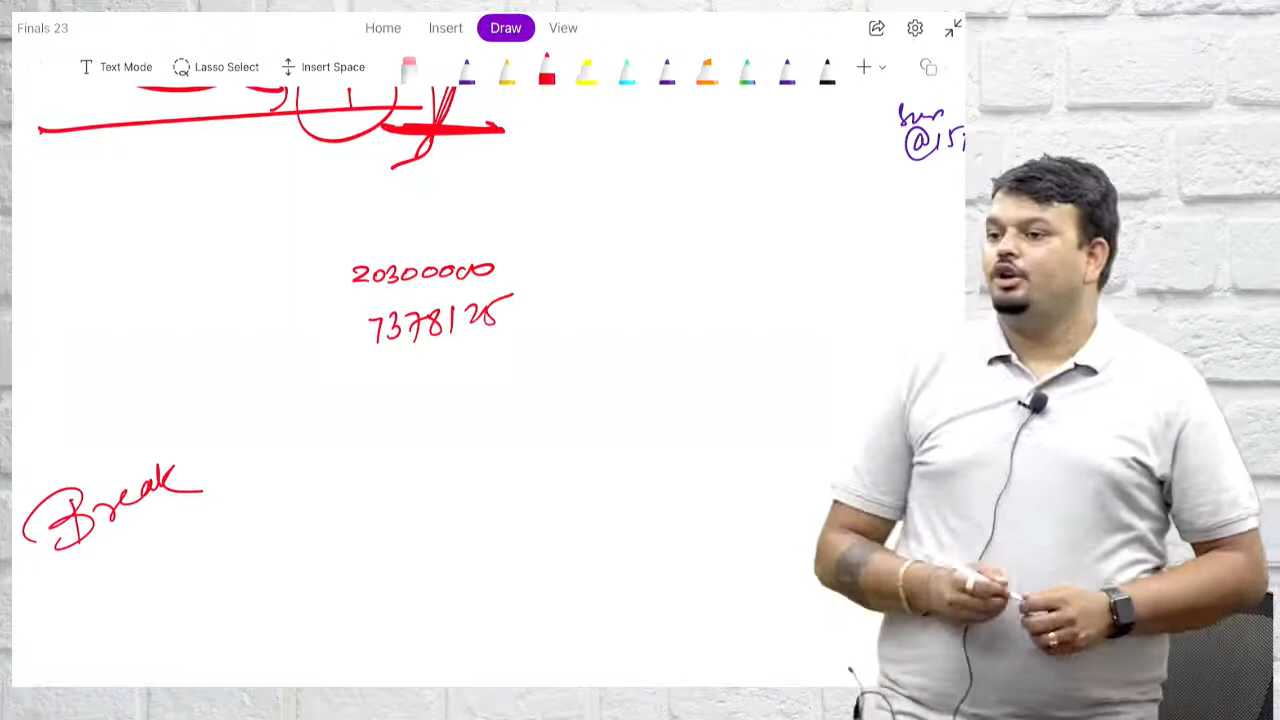 Finals 23
Home Insert Draw View
Text Mode Lasso Select Insert Space
20300000
7378125
Break